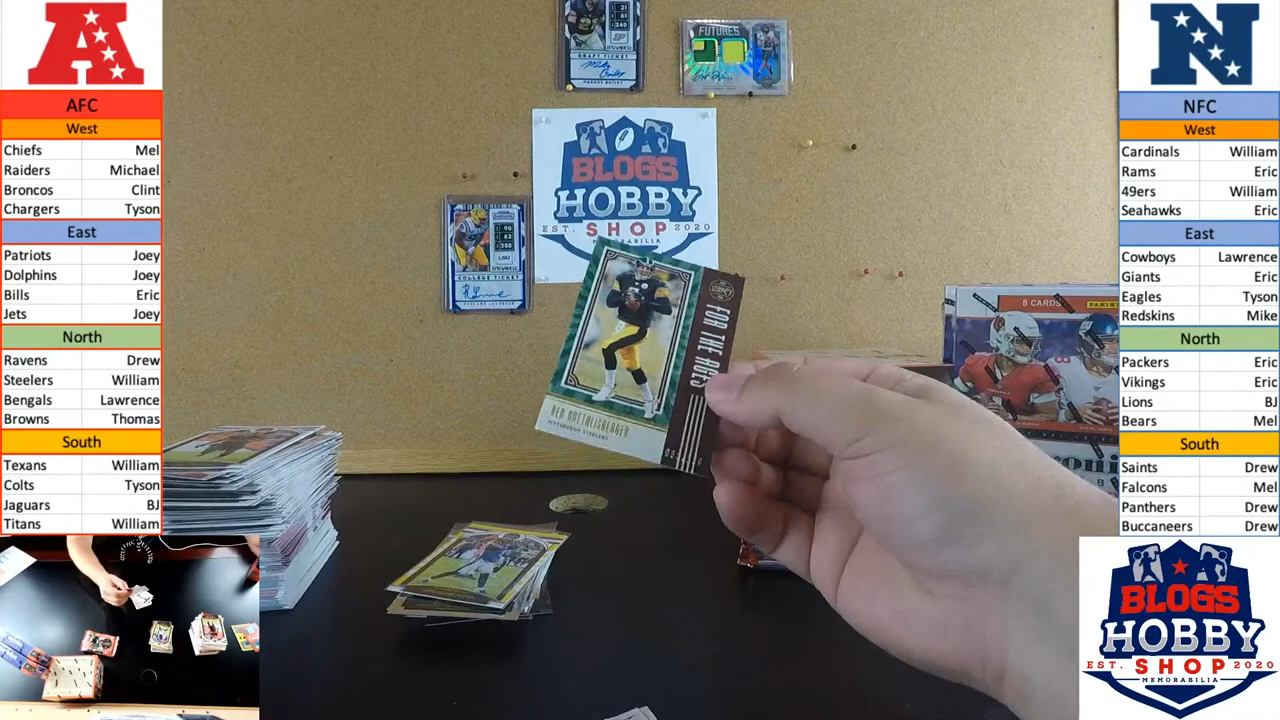 AFC
West
Chiefs Mel
Raiders Michael
Broncos Clint
Chargers Tyson
East
Patriots Joey
Dolphins Joey
Bills Eric
Jets Joey
North
Ravens Drew
Steelers William
Bengals Lawrence
Browns Thomas
South
Texans William
Colts Tyson
Jaguars BJ
Titans William
DRAFT TICKET
FUTURES
BLOGS
HOBBY
EST. SHOP 2020
MEMORABILIA
COLLEGE TICKET
FOR THE AGES
BEN ROETHLISBERGER
PITTSBURGH STEELERS
8 CARDS
PANINI
NFC
West
Cardinals William
Rams Eric
49ers William
Seahawks Eric
East
Cowboys Lawrence
Giants Eric
Eagles Tyson
Redskins Mike
North
Packers Eric
Vikings Eric
Lions BJ
Bears Mel
South
Saints Drew
Falcons Mel
Panthers Drew
Buccaneers Drew
BLOGS
HOBBY
EST. SHOP 2020
MEMORABILIA